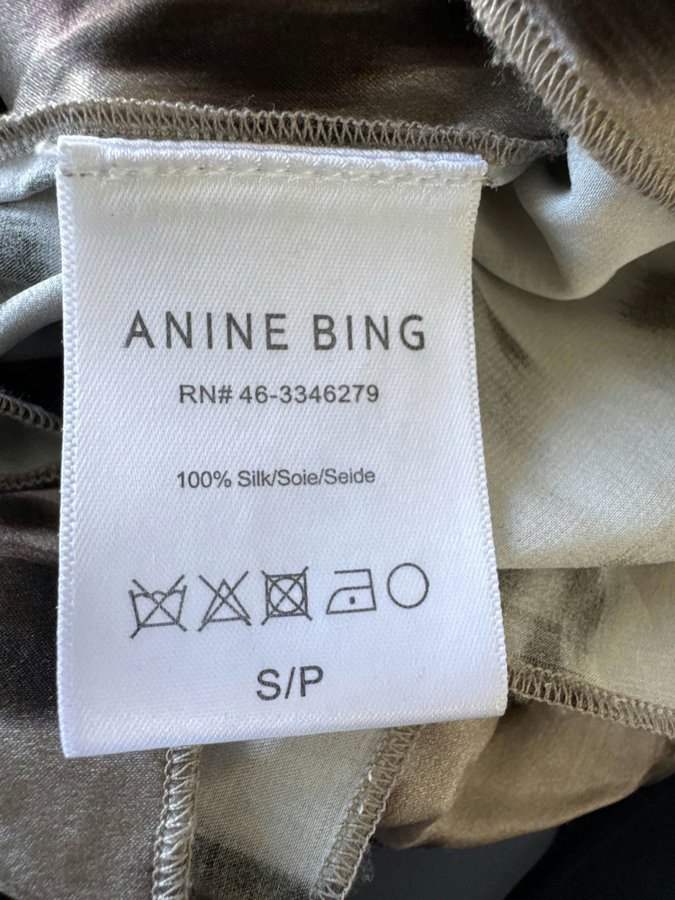 ANINE BING
RN# 46-3346279
100% Silk/Soie/Seide
S/P